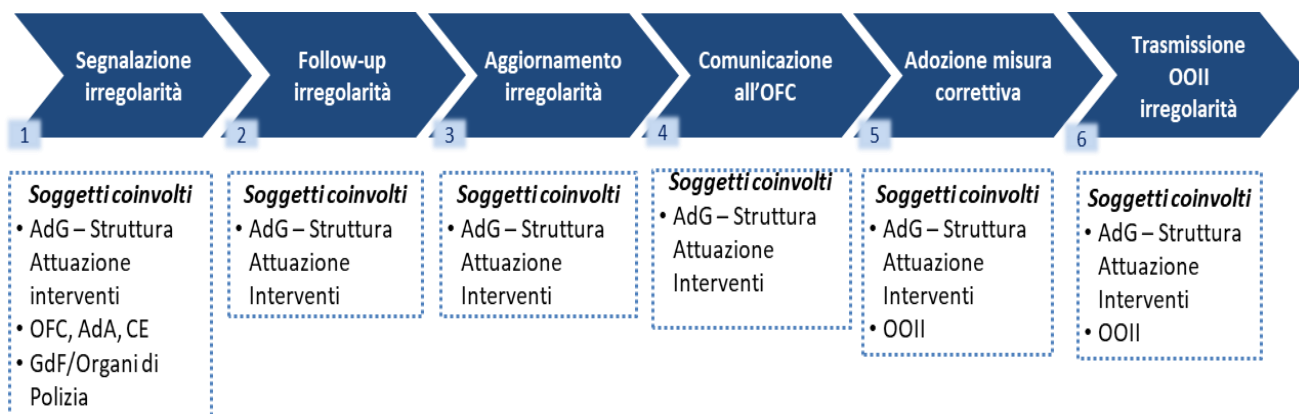 Segnalazione
irregolarità
1
Follow-up
irregolarità
2
Aggiornamento
irregolarità
3
Comunicazione
all'OFC
4
Adozione misura
correttiva
5
Trasmissione
OOII
irregolarità
6
Soggetti coinvolti
• AdG – Struttura
Attuazione
interventi
• OFC, AdA, CE
• GdF/Organi di
Polizia
Soggetti coinvolti
• AdG – Struttura
Attuazione
Interventi
Soggetti coinvolti
• AdG – Struttura
Attuazione
Interventi
Soggetti coinvolti
• AdG – Struttura
Attuazione
Interventi
Soggetti coinvolti
• AdG – Struttura
Attuazione
Interventi
• OOII
Soggetti coinvolti
• AdG – Struttura
Attuazione
Interventi
• OOII